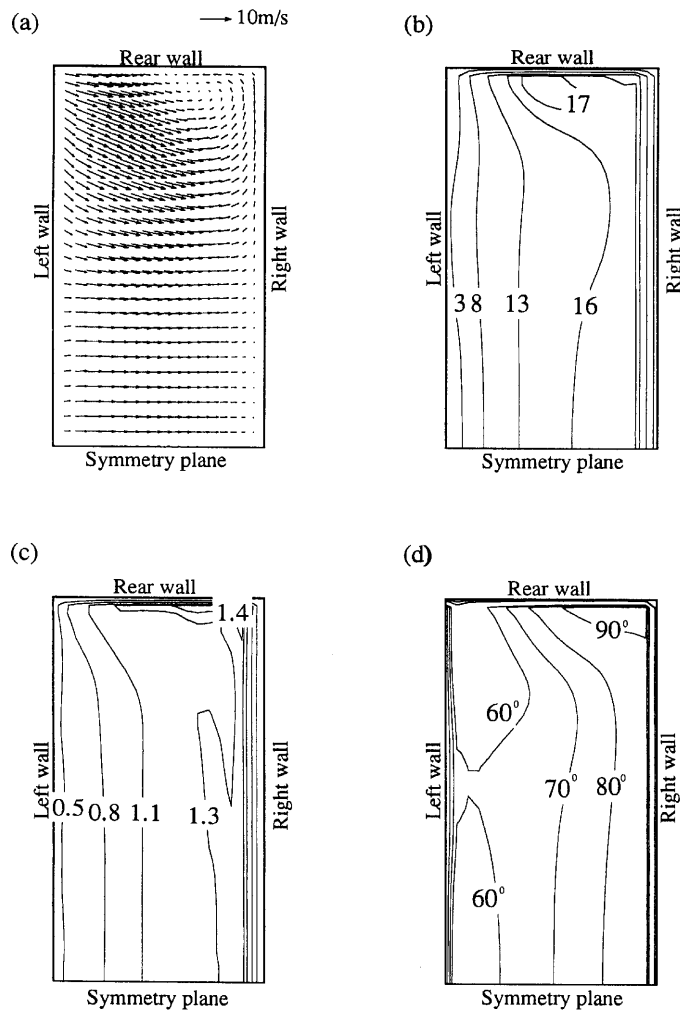 (a)
10m/s
Rear wall
Left wall
Right wall
Symmetry plane
(b)
Rear wall
17
Left wall
Right wall
3 8 13 16
Symmetry plane
(c)
Rear wall
1.4
Left wall
Right wall
0.5 0.8 1.1 1.3
Symmetry plane
(d)
Rear wall
90°
60°
Left wall
Right wall
70° 80°
60°
Symmetry plane